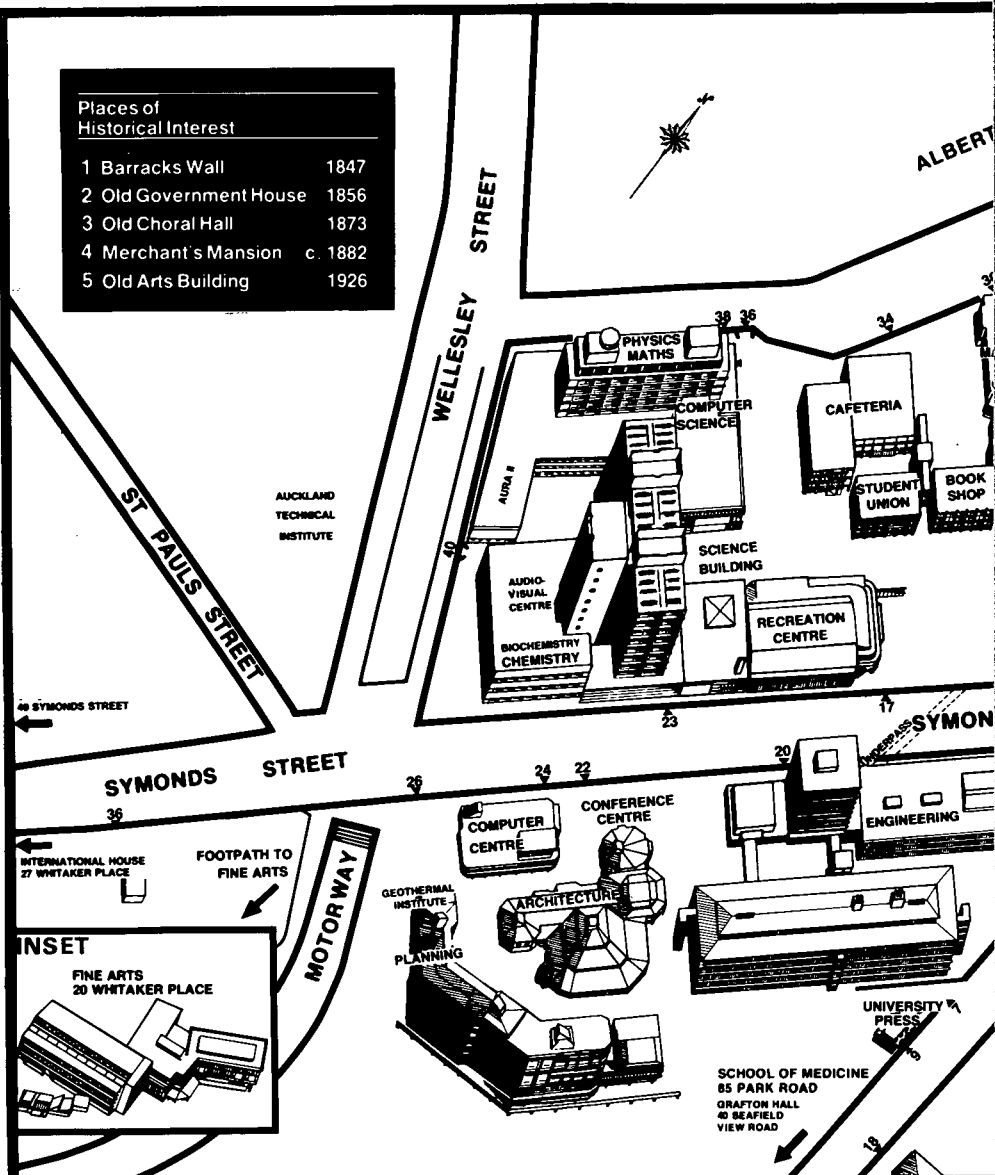 Places of
Historical Interest
1 Barracks Wall 1847
2 Old Government House 1856
3 Old Choral Hall 1873
4 Merchant's Mansion c. 1882
5 Old Arts Building 1926
WELLESLEY STREET
ALBERT
ST PAULS STREET
AUCKLAND
TECHNICAL
INSTITUTE
38
36
34
PHYSICS
MATHS
COMPUTER
SCIENCE
CAFETERIA
STUDENT
UNION
BOOK
SHOP
AURA II
40
SCIENCE
BUILDING
AUDIO-
VISUAL
CENTRE
BIOCHEMISTRY
CHEMISTRY
RECREATION
CENTRE
23
17
49 SYMONDS STREET
SYMONDS STREET
SYMON
UNDERPASS
36
26
24
22
20
COMPUTER
CENTRE
CONFERENCE
CENTRE
ENGINEERING
INTERNATIONAL HOUSE
27 WHITAKER PLACE
FOOTPATH TO
FINE ARTS
MOTORWAY
GEOTHERMAL
INSTITUTE
ARCHITECTURE
PLANNING
INSET
FINE ARTS
20 WHITAKER PLACE
UNIVERSITY
PRESS
SCHOOL OF MEDICINE
85 PARK ROAD
GRAFTON HALL
40 SEAFIELD
VIEW ROAD
18